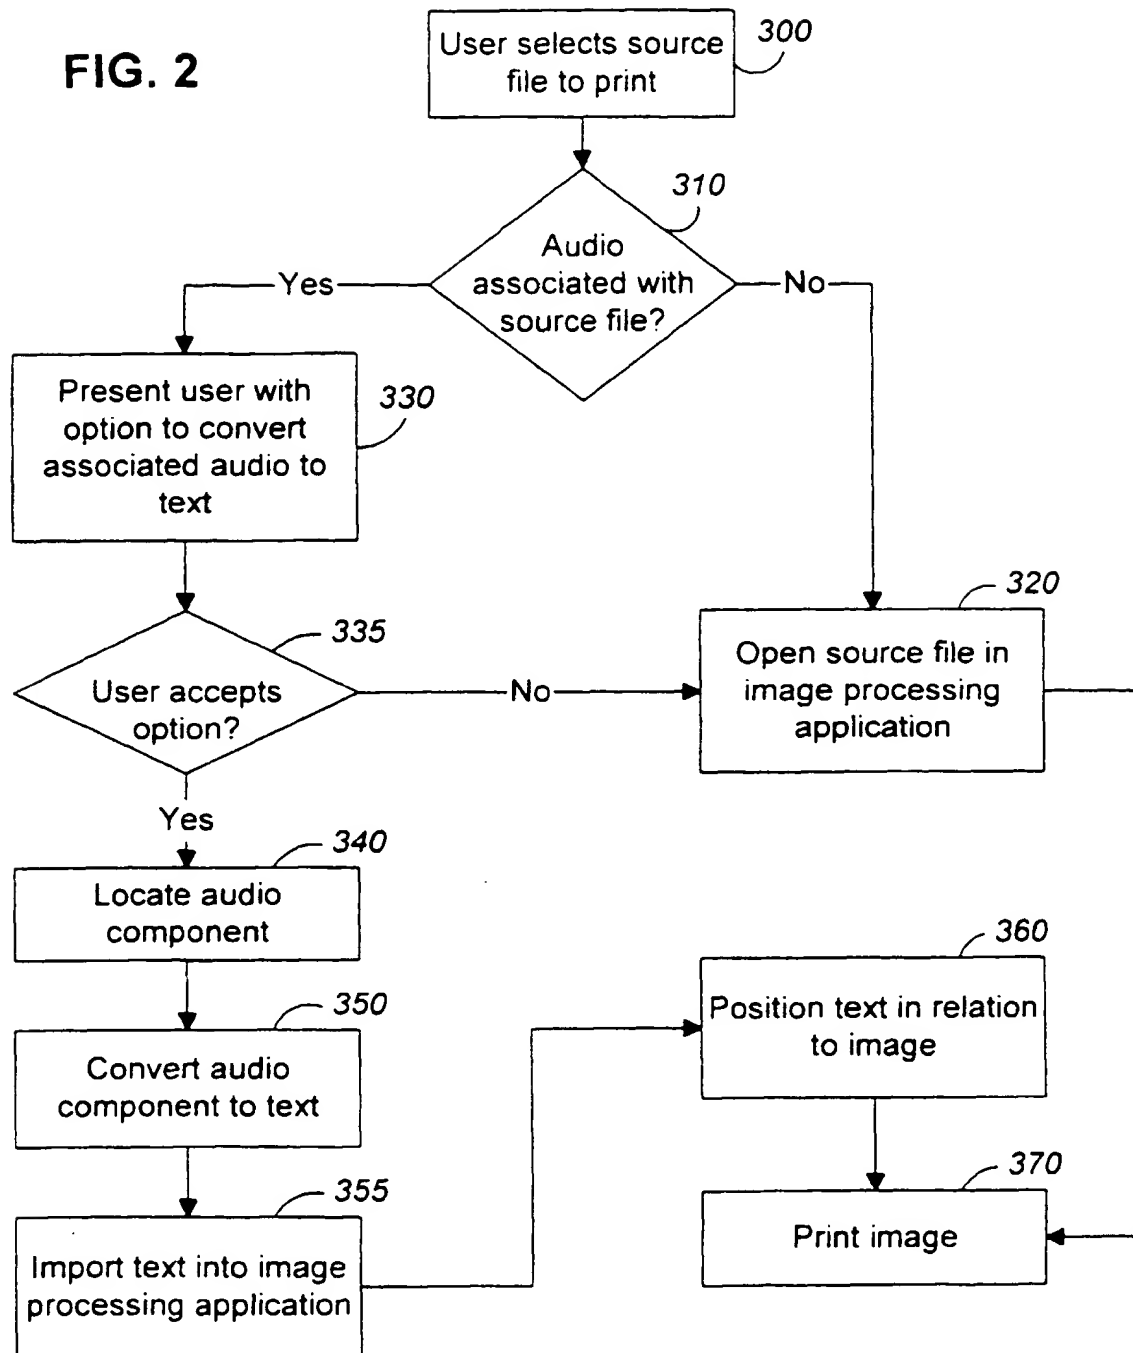 FIG. 2
User selects source
file to print
300
310
Audio
associated with
source file?
Yes
No
Present user with
option to convert
associated audio to
text
330
335
User accepts
option?
No
320
Open source file in
image processing
application
Yes
340
Locate audio
component
350
Convert audio
component to text
355
Import text into image
processing application
360
Position text in relation
to image
370
Print image